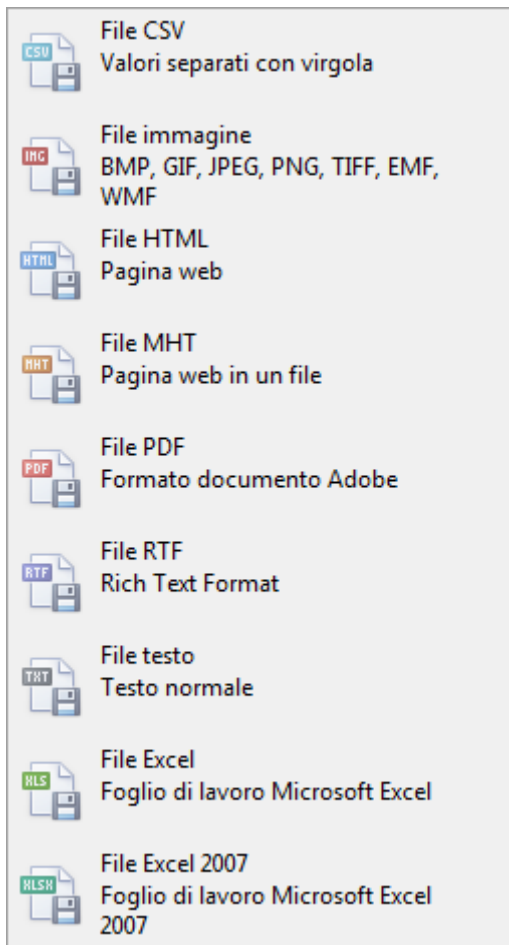 File CSV
CSV
Valori separati con virgola
File immagine
IMG
BMP, GIF, JPEG, PNG, TIFF, EMF,
WMF
File HTML
HTML
Pagina web
File MHT
MHT
Pagina web in un file
File PDF
PDF
Formato documento Adobe
File RTF
RTF
Rich Text Format
File testo
TXT
Testo normale
File Excel
XLS
Foglio di lavoro Microsoft Excel
File Excel 2007
XLSX
Foglio di lavoro Microsoft Excel
2007